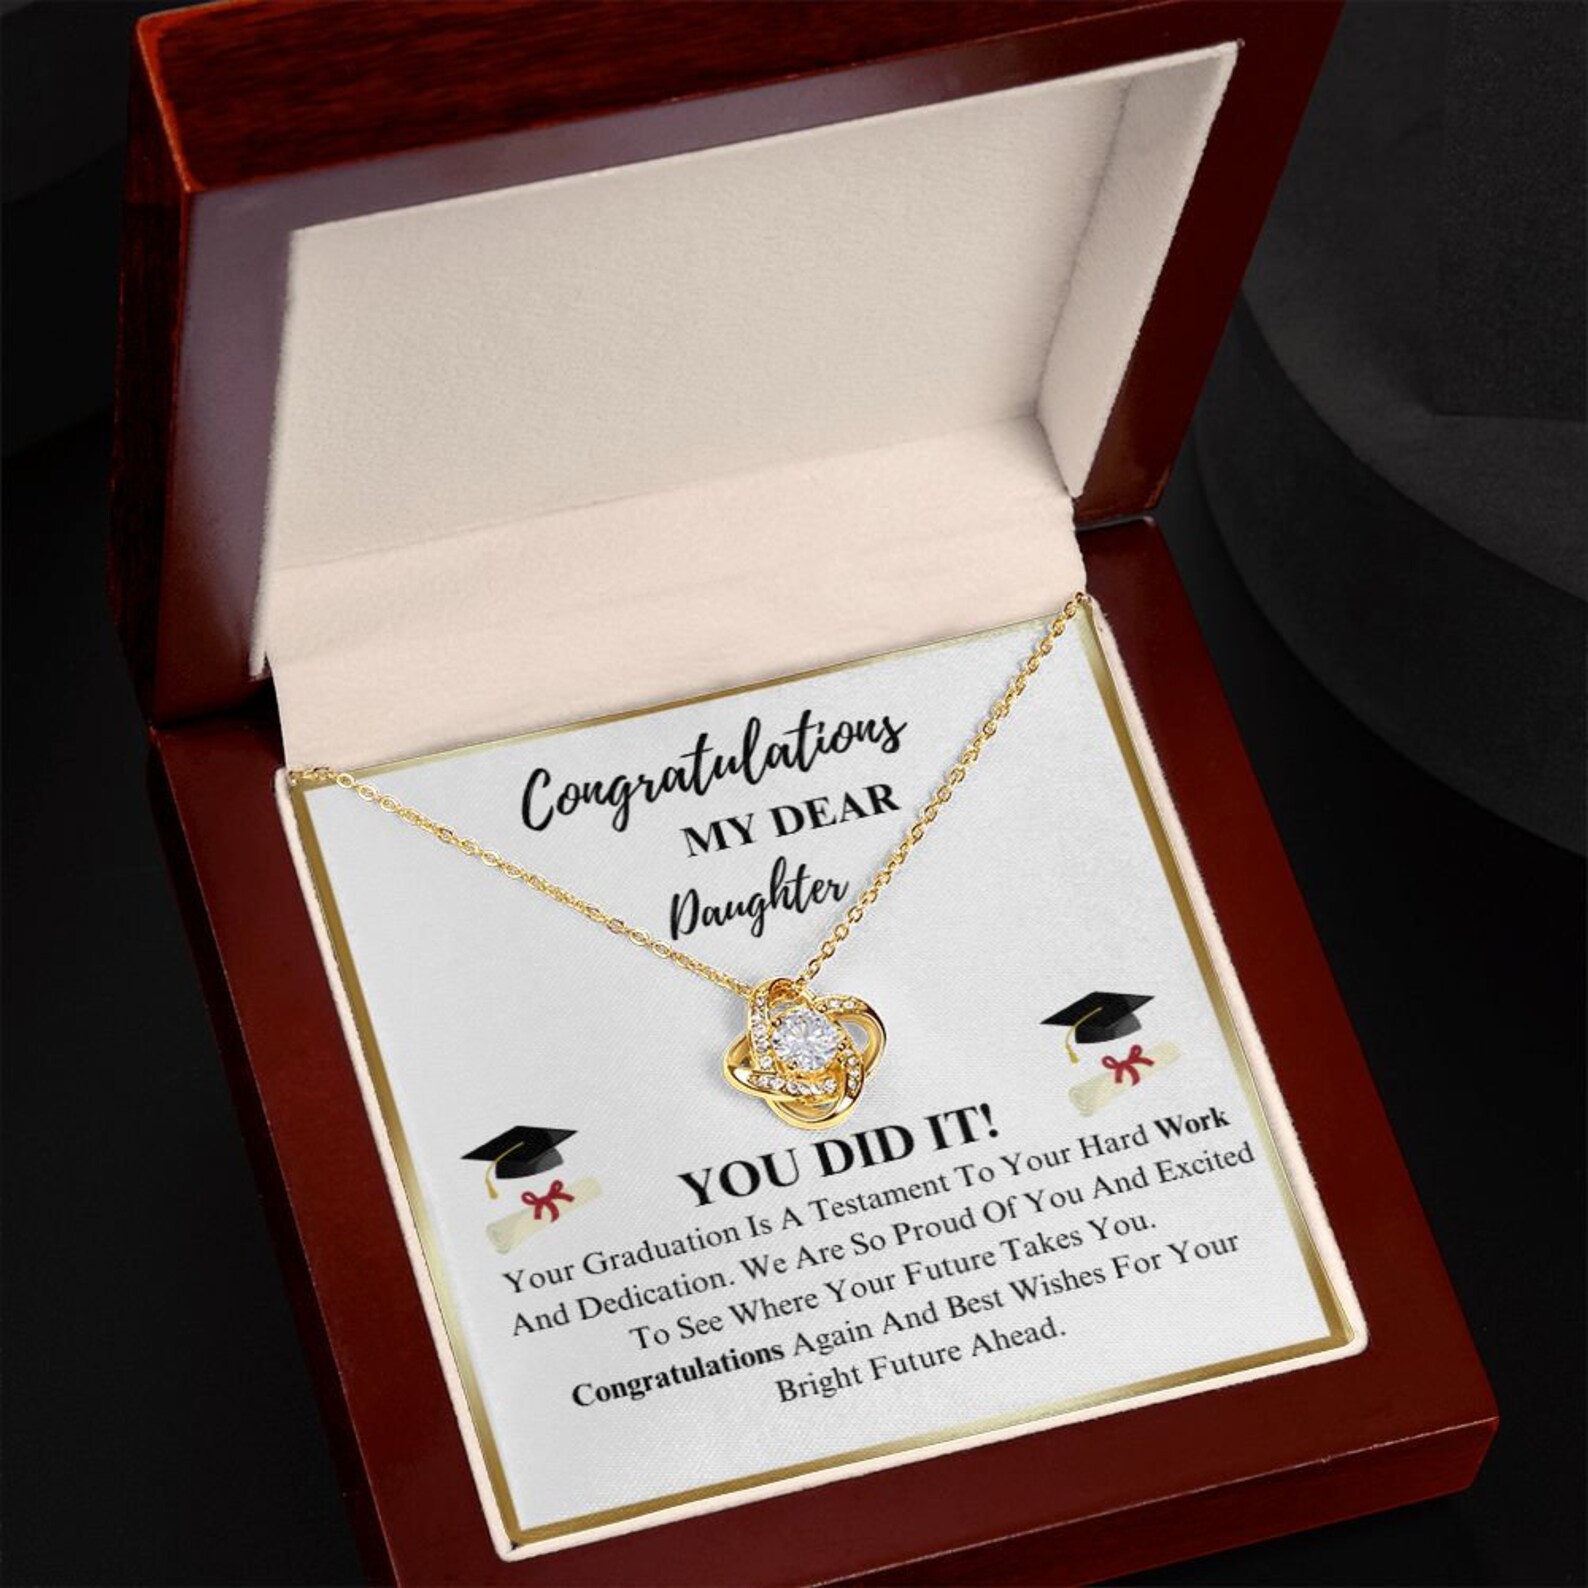 Congratulations
MY DEAR
Daughter
YOU DID IT!
Your Graduation Is A Testament To Your Hard Work
And Dedication. We Are So Proud Of You And Excited
To See Where Your Future Takes You.
Congratulations Again And Best Wishes For Your
Bright Future Ahead.